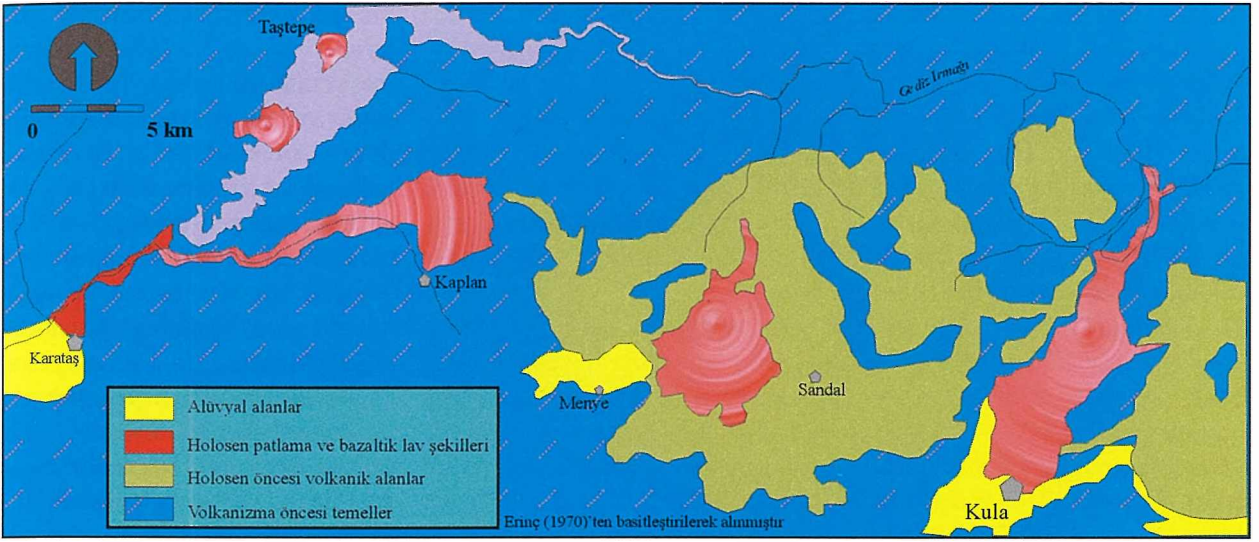 Taştepe
Gediz Irmağı
0 5 km
Kaplan
Karataş
Sandal
Menye
Alüvyal alanlar
Holosen patlama ve bazaltik lav şekilleri
Holosen öncesi volkanik alanlar
Volkanizma öncesi temeller
Kula
Erinç (1970)'ten basitleştirilerek alınmıştır